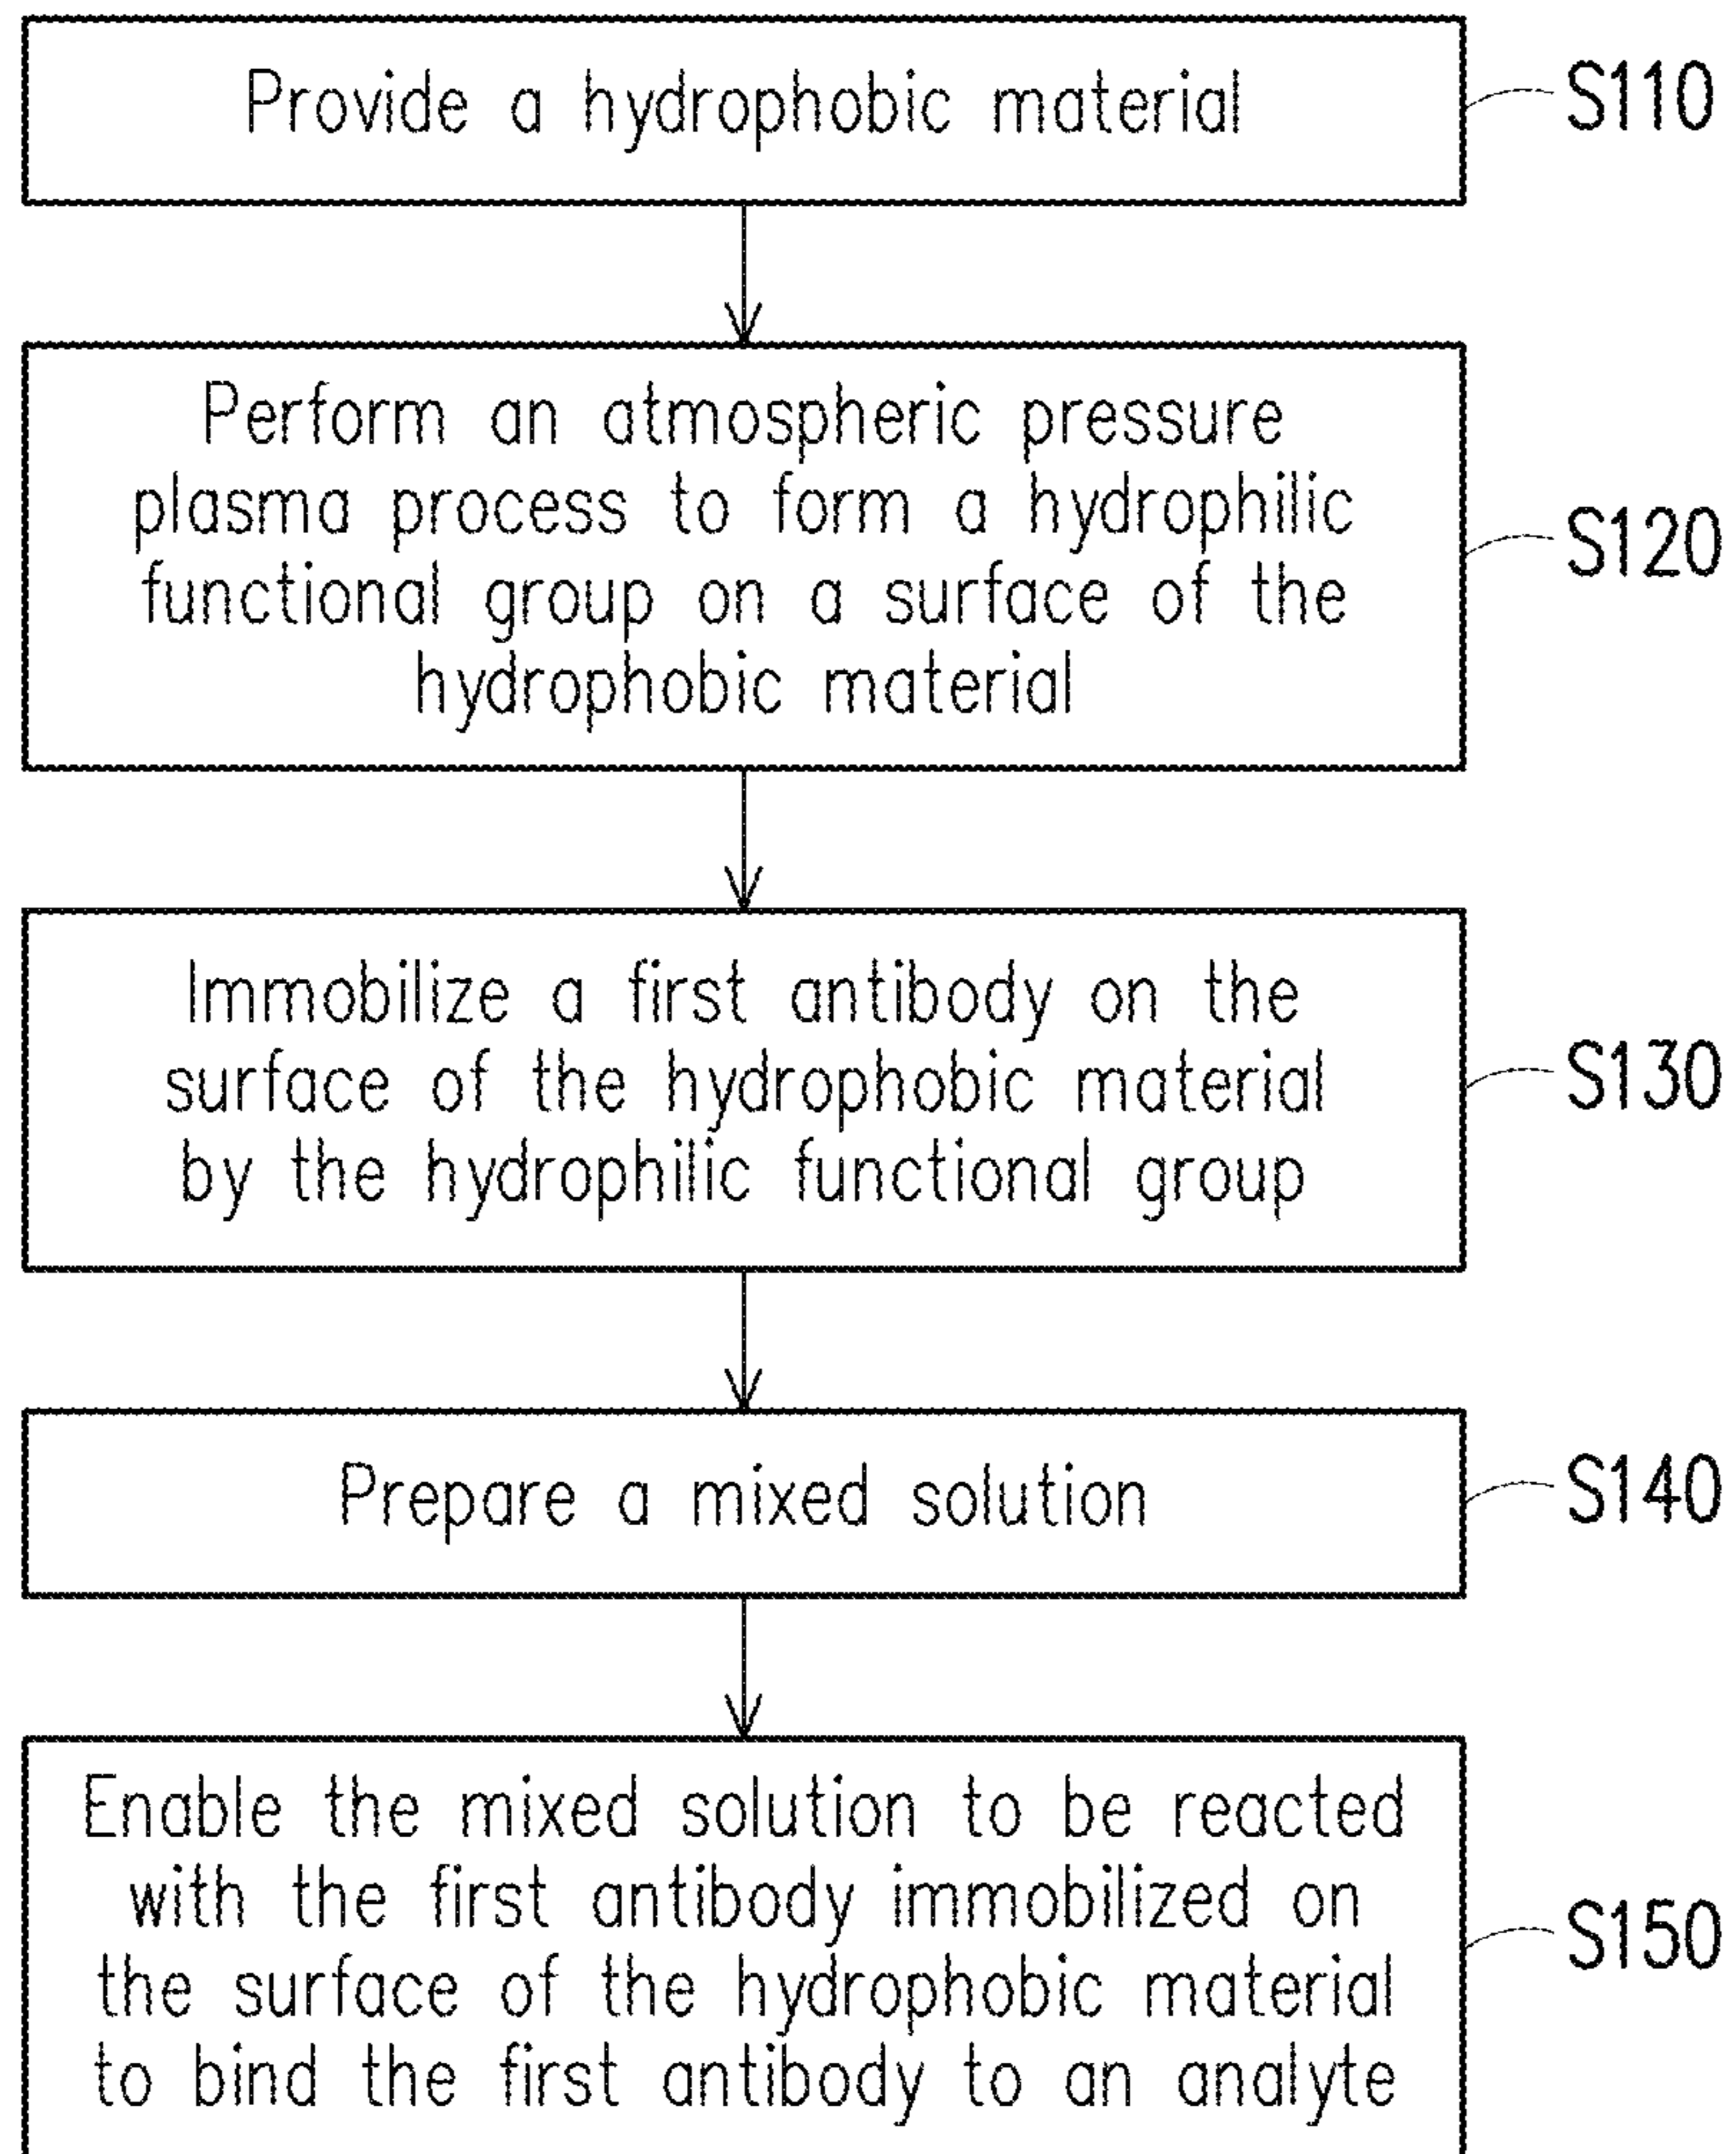 Provide a hydrophobic material
S110
Perform an atmospheric pressure
plasma process to form a hydrophilic
functional group on a surface of the
hydrophobic material
S120
Immobilize a first antibody on the
surface of the hydrophobic material
by the hydrophilic functional group
S130
Prepare a mixed solution
S140
Enable the mixed solution to be reacted
with the first antibody immobilized on
the surface of the hydrophobic material
to bind the first antibody to an analyte
S150